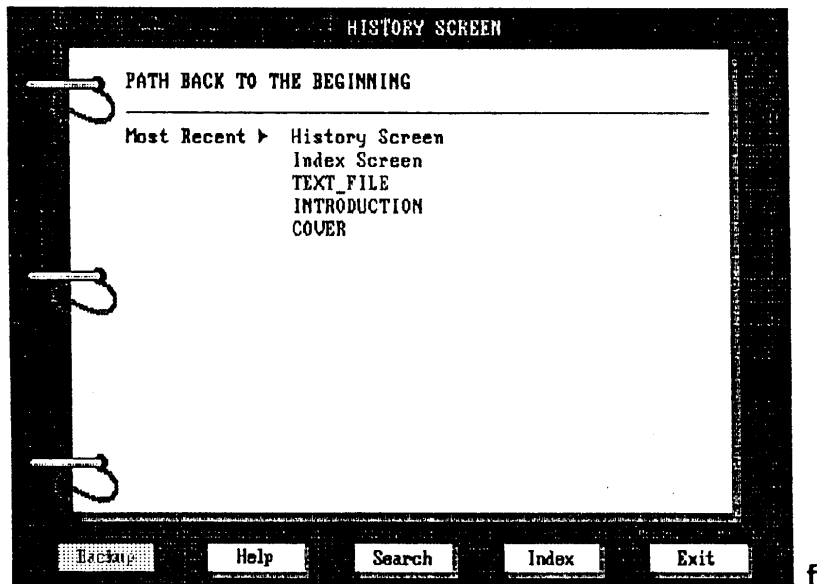 HISTORY SCREEN
PATH BACK TO THE BEGINNING
Most Recent ▶ History Screen
Index Screen
TEXT_FILE
INTRODUCTION
COVER
Backup Help Search Index Exit
f